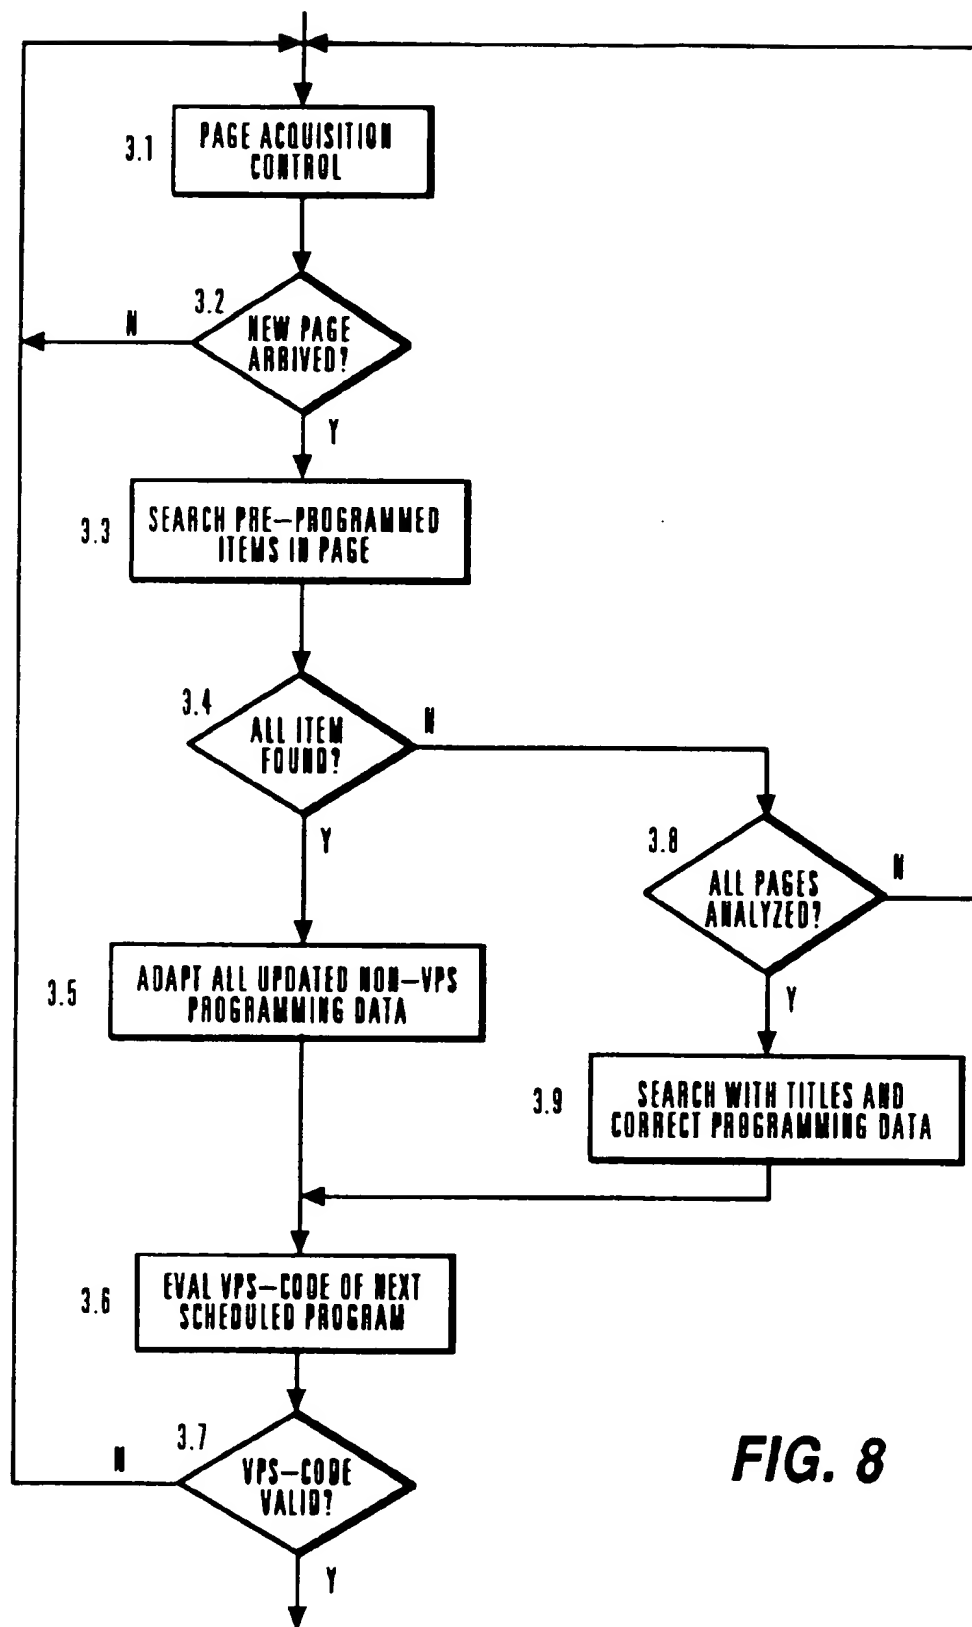 3.1
PAGE ACQUISITION
CONTROL
3.2
NEW PAGE
ARRIVED?
N
Y
3.3
SEARCH PRE-PROGRAMMED
ITEMS IN PAGE
3.4
ALL ITEM
FOUND?
N
Y
3.8
ALL PAGES
ANALYZED?
N
Y
3.5
ADAPT ALL UPDATED NON-VPS
PROGRAMMING DATA
3.9
SEARCH WITH TITLES AND
CORRECT PROGRAMMING DATA
3.6
EVAL VPS-CODE OF NEXT
SCHEDULED PROGRAM
3.7
VPS-CODE
VALID?
N
Y
FIG. 8